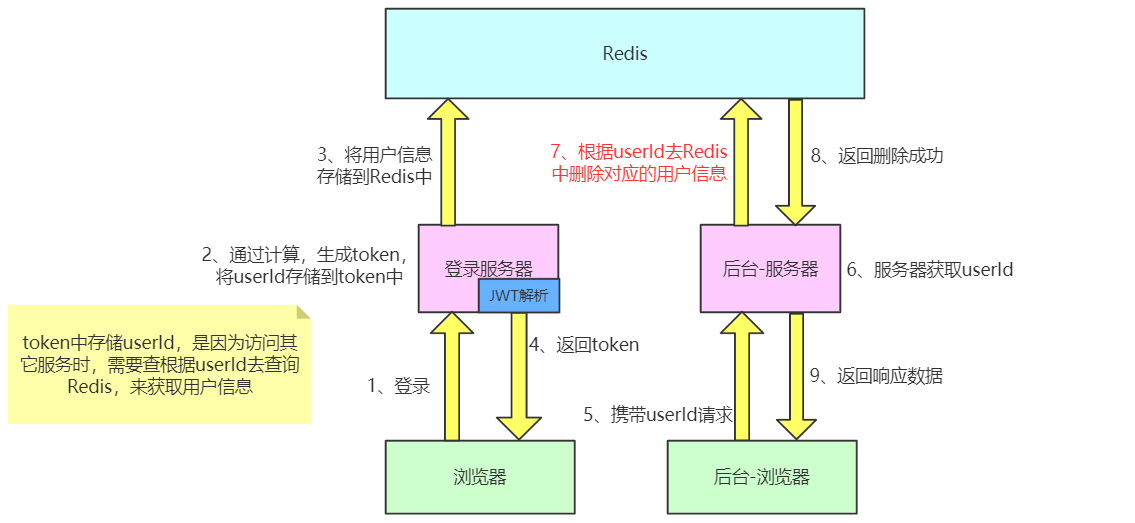 Redis
3、将用户信息
存储到Redis中
7、根据userId去Redis
中删除对应的用户信息
8、返回删除成功
2、通过计算，生成token，
将userId存储到token中
登录服务器
JWT解析
后台-服务器
6、服务器获取userId
token中存储userId，是因为访问其
它服务时，需要查根据userId去查询
Redis，来获取用户信息
4、返回token
1、登录
9、返回响应数据
5、携带userId请求
浏览器
后台-浏览器